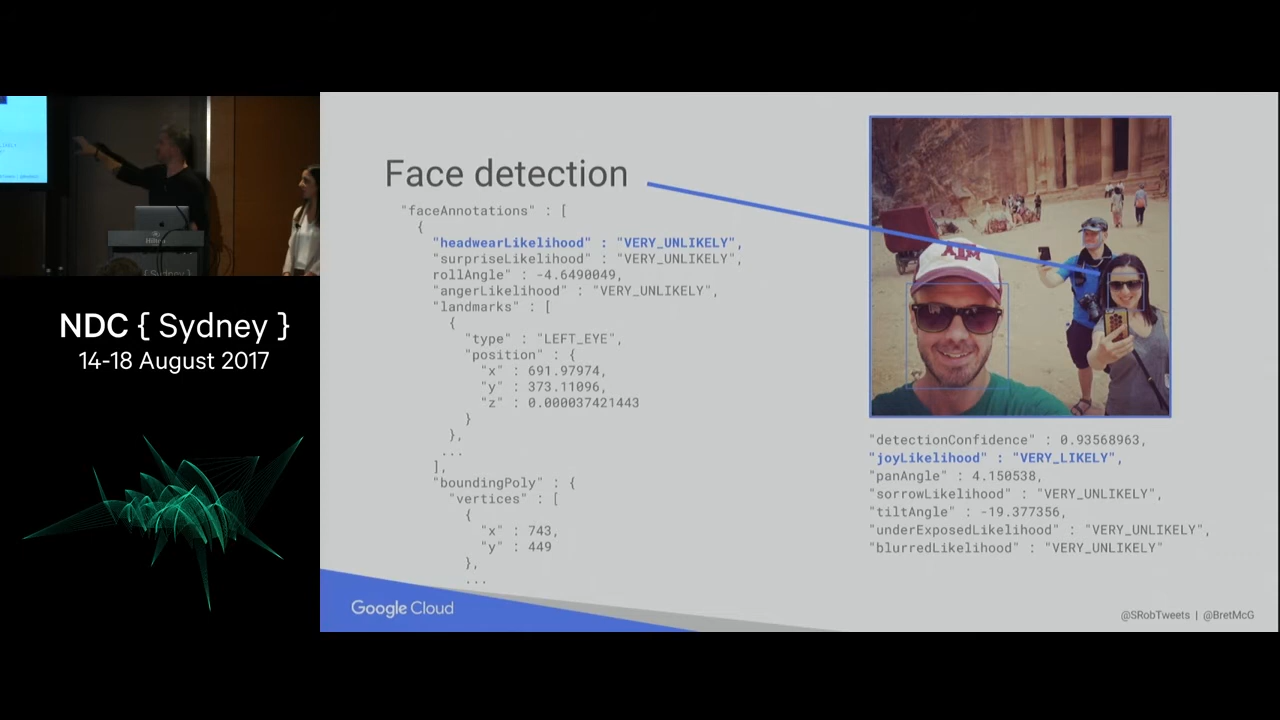 Face detection
"faceAnnotations" : [
{
"headwearLikelihood" : "VERY_UNLIKELY",
"surpriseLikelihood" : "VERY_UNLIKELY",
rollAngle" : -4.6490049,
"angerLikelihood" : "VERY_UNLIKELY",
"landmarks" : [
{
"type" : "LEFT_EYE",
"position" : {
"x" : 691.97974,
"y" : 373.11096,
"z" : 0.000037421443
}
},
...
],
"boundingPoly" : {
"vertices" : [
{
"x" : 743,
"y" : 449
},
...
"detectionConfidence" : 0.93568963,
"joyLikelihood" : "VERY_LIKELY",
"panAngle" : 4.150538,
"sorrowLikelihood" : "VERY_UNLIKELY",
"tiltAngle" : -19.377356,
"underExposedLikelihood" : "VERY_UNLIKELY",
"blurredLikelihood" : "VERY_UNLIKELY"
Google Cloud
@SRobTweets | @BretMcG
NDC { Sydney }
14-18 August 2017
Hilton
{ Sydney }